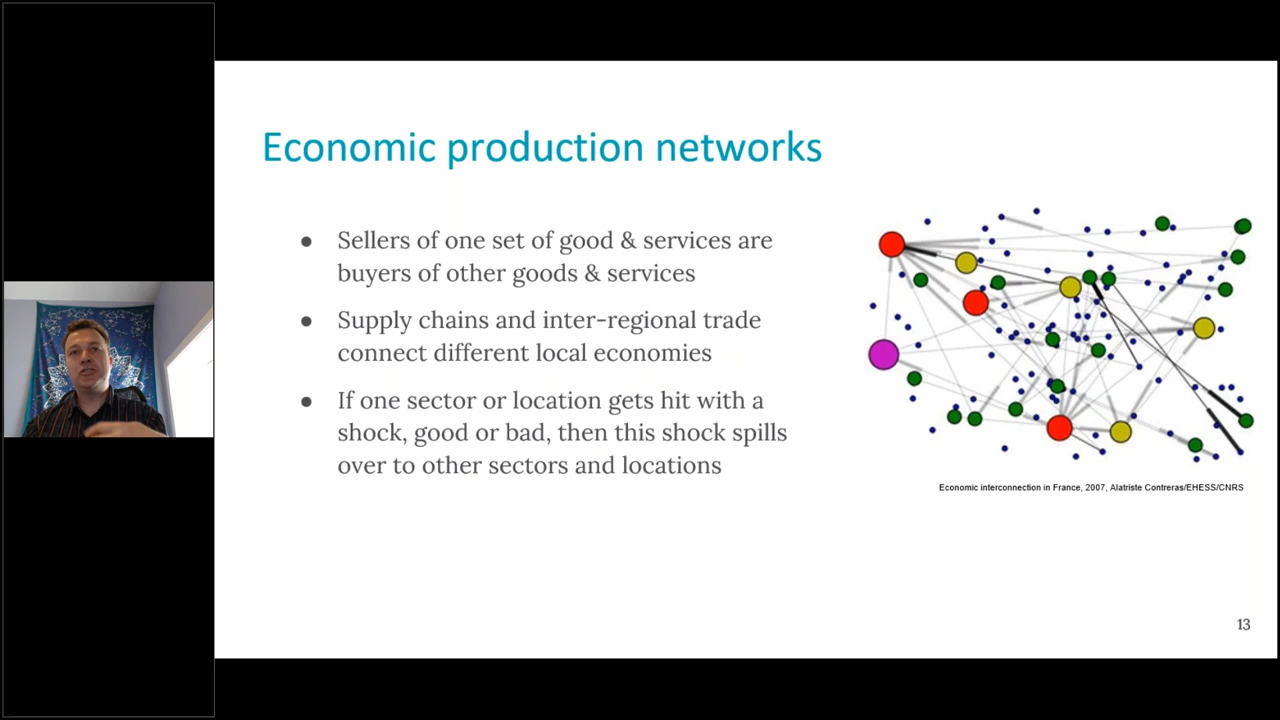 Economic production networks
● Sellers of one set of good & services are
buyers of other goods & services
● Supply chains and inter-regional trade
connect different local economies
● If one sector or location gets hit with a
shock, good or bad, then this shock spills
over to other sectors and locations
Economic interconnection in France, 2007, Alatriste Contreras/EHESS/CNRS
13